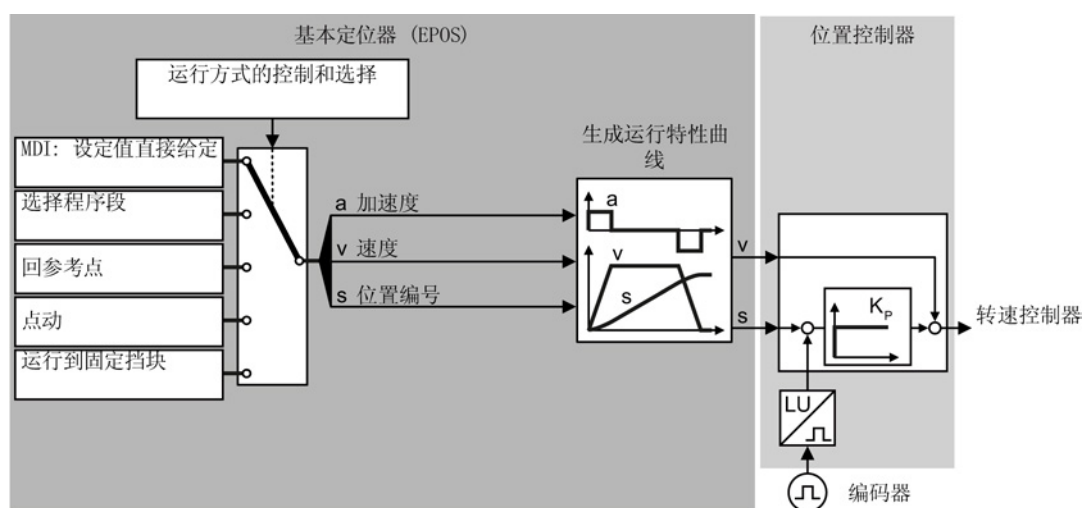 基本定位器 (EPOS)
位置控制器
运行方式的控制和选择
MDI: 设定值直接给定
选择程序段
回参考点
点动
运行到固定挡块
a 加速度
v 速度
s 位置编号
生成运行特性曲
线
a
v
s
v
s
KP
转速控制器
LU
编码器